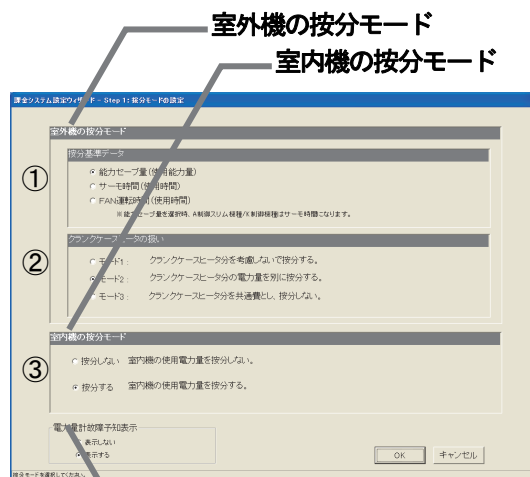 室外機の按分モード
室内機の按分モード
課金システム設定ウィザード - Step 1: 按分モードの設定
室外機の按分モード
按分基準データ
①
能力セーブ量(使用能力量)
サーモ時間(使用時間)
FAN運転時間(使用時間)
※能力セーブ量を選択時、A制御スリム機種/K制御機種はサーモ時間になります。
クランクケースヒータの扱い
②
モード1: クランクケースヒータ分を考慮しないで按分する。
モード2: クランクケースヒータ分の電力量を別に按分する。
モード3: クランクケースヒータ分を共通費とし、按分しない。
室内機の按分モード
③
按分しない 室内機の使用電力量を按分しない。
按分する 室内機の使用電力量を按分する。
電力量計故障予知表示
表示しない
表示する
OK キャンセル
按分モードを選択してください。